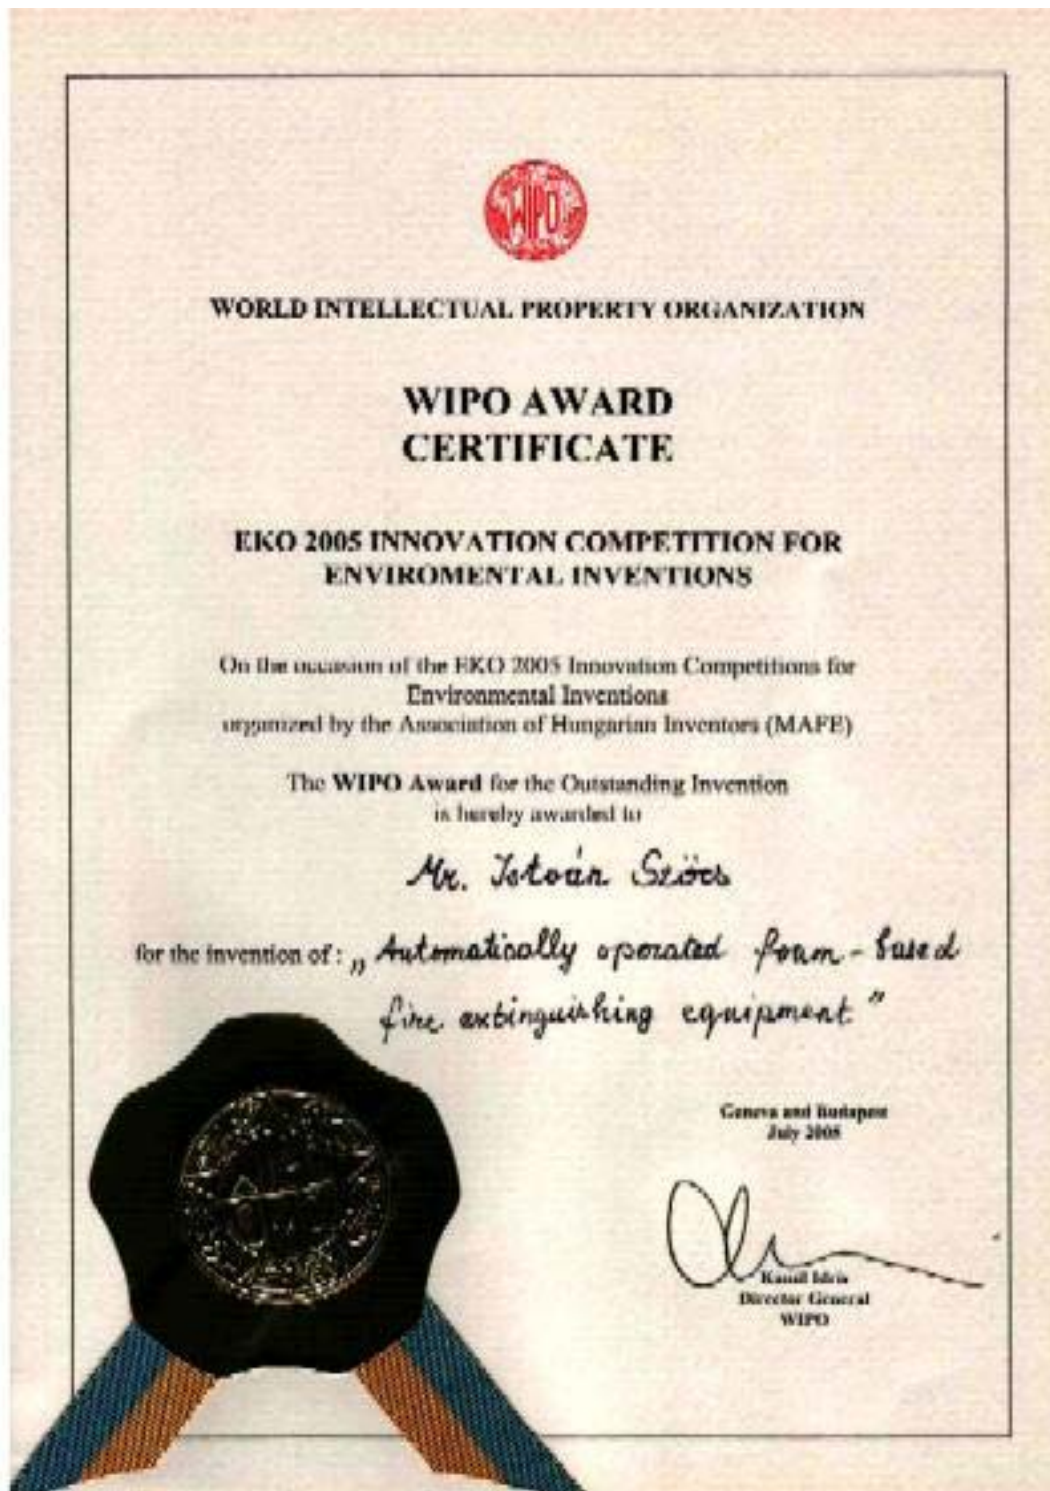 WIPO
WORLD INTELLECTUAL PROPERTY ORGANIZATION
WIPO AWARD
CERTIFICATE
EKO 2005 INNOVATION COMPETITION FOR
ENVIROMENTAL INVENTIONS
On the occasion of the EKO 2005 Innovation Competitions for
Environmental Inventions
organized by the Association of Hungarian Inventors (MAFE)
The WIPO Award for the Outstanding Invention
is hereby awarded to
Mr. István Szöcs
for the invention of : „Automatically operated foam-based
fire extinguishing equipment”
Geneva and Budapest
July 2005
Kamil Idris
Director General
WIPO